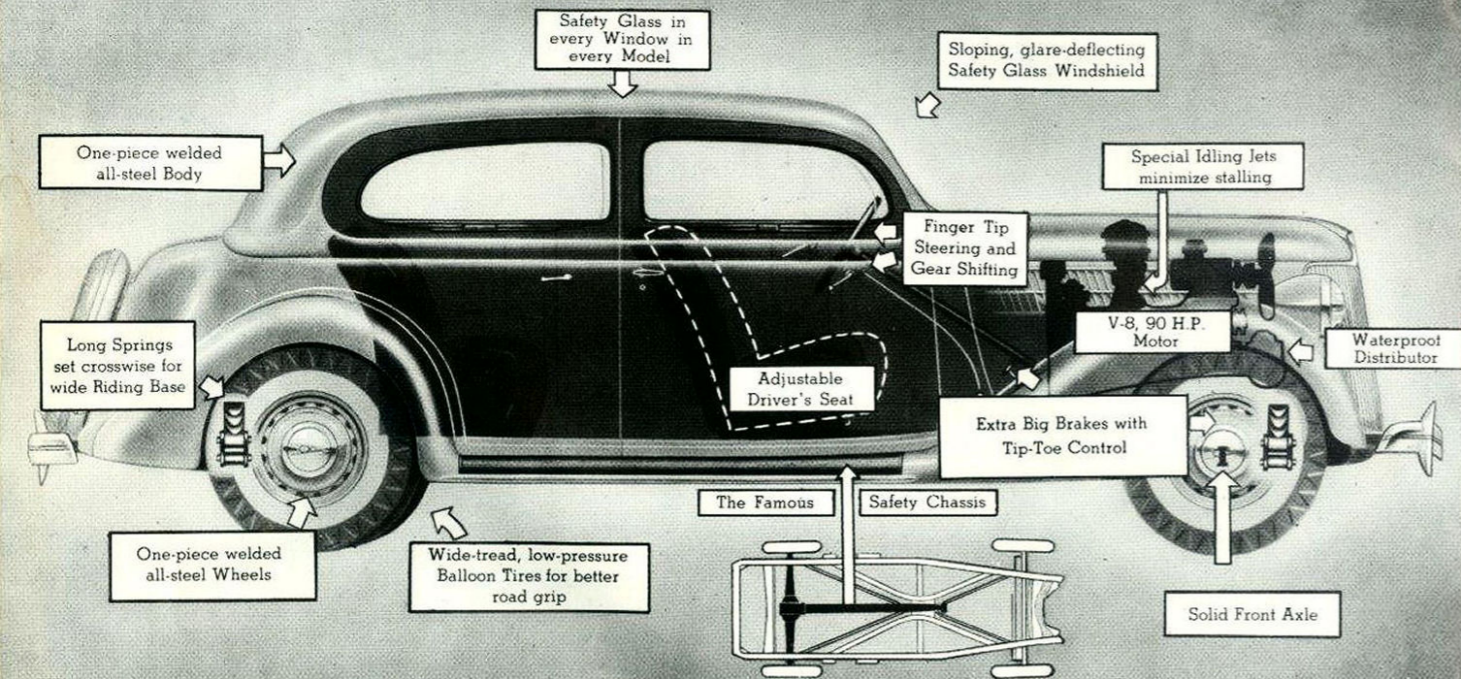 Safety Glass in
every Window in
every Model
Sloping, glare-deflecting
Safety Glass Windshield
One-piece welded
all-steel Body
Special Idling Jets
minimize stalling
Finger Tip
Steering and
Gear Shifting
V-8, 90 H.P.
Motor
Waterproof
Distributor
Long Springs
set crosswise for
wide Riding Base
Adjustable
Driver's Seat
Extra Big Brakes with
Tip-Toe Control
The Famous
Safety Chassis
One-piece welded
all-steel Wheels
Wide-tread, low-pressure
Balloon Tires for better
road grip
Solid Front Axle